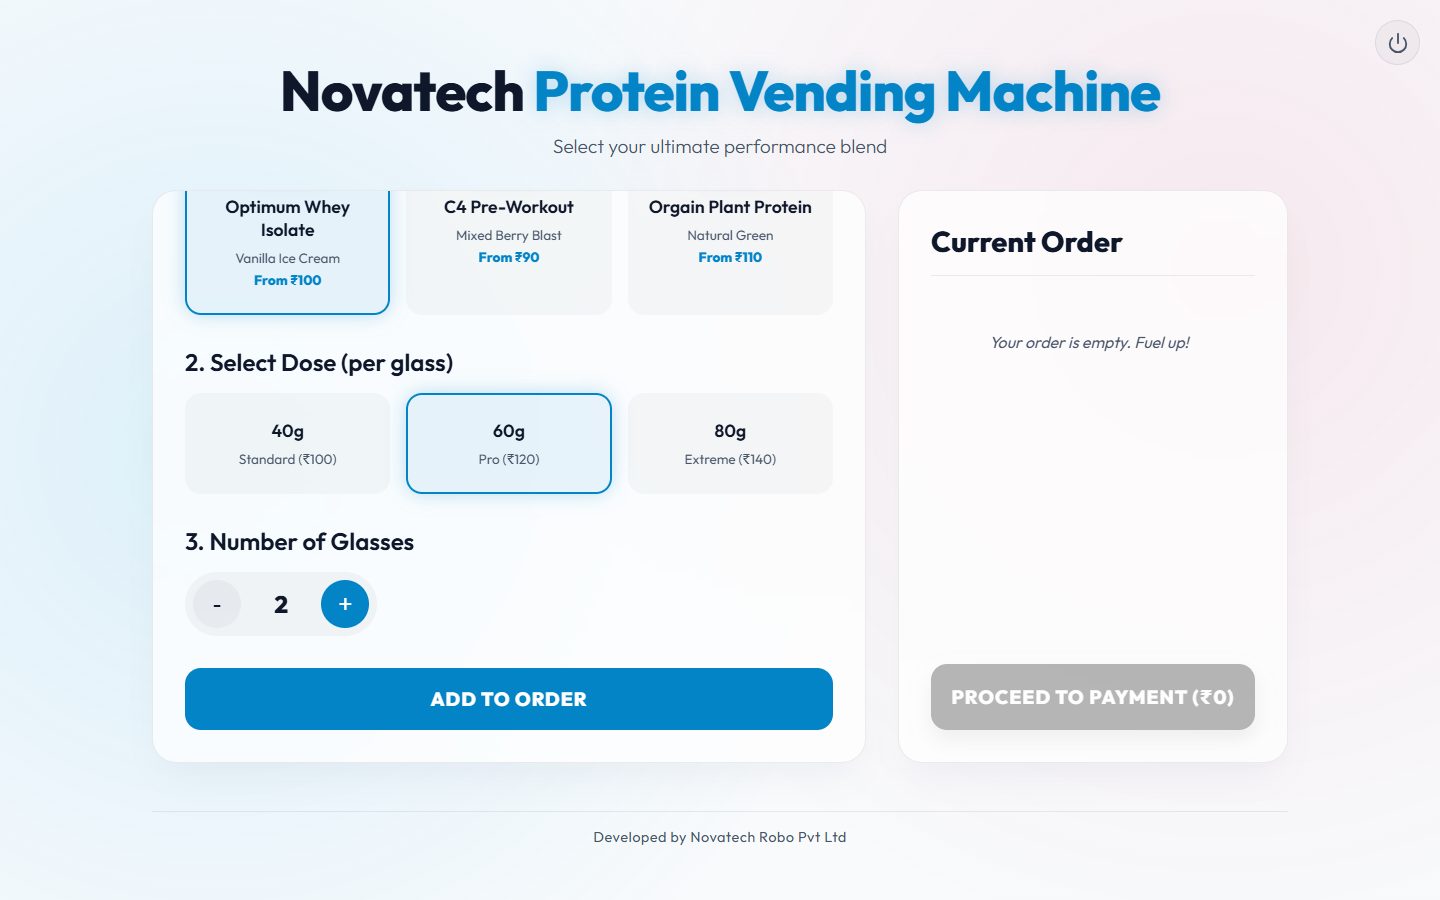 Novatech Protein Vending Machine
Select your ultimate performance blend
Optimum Whey
Isolate
Vanilla Ice Cream
From ₹100
C4 Pre-Workout
Mixed Berry Blast
From ₹90
Orgain Plant Protein
Natural Green
From ₹110
2. Select Dose (per glass)
40g
Standard (₹100)
60g
Pro (₹120)
80g
Extreme (₹140)
3. Number of Glasses
- 2 +
ADD TO ORDER
Current Order
Your order is empty. Fuel up!
PROCEED TO PAYMENT (₹0)
Developed by Novatech Robo Pvt Ltd